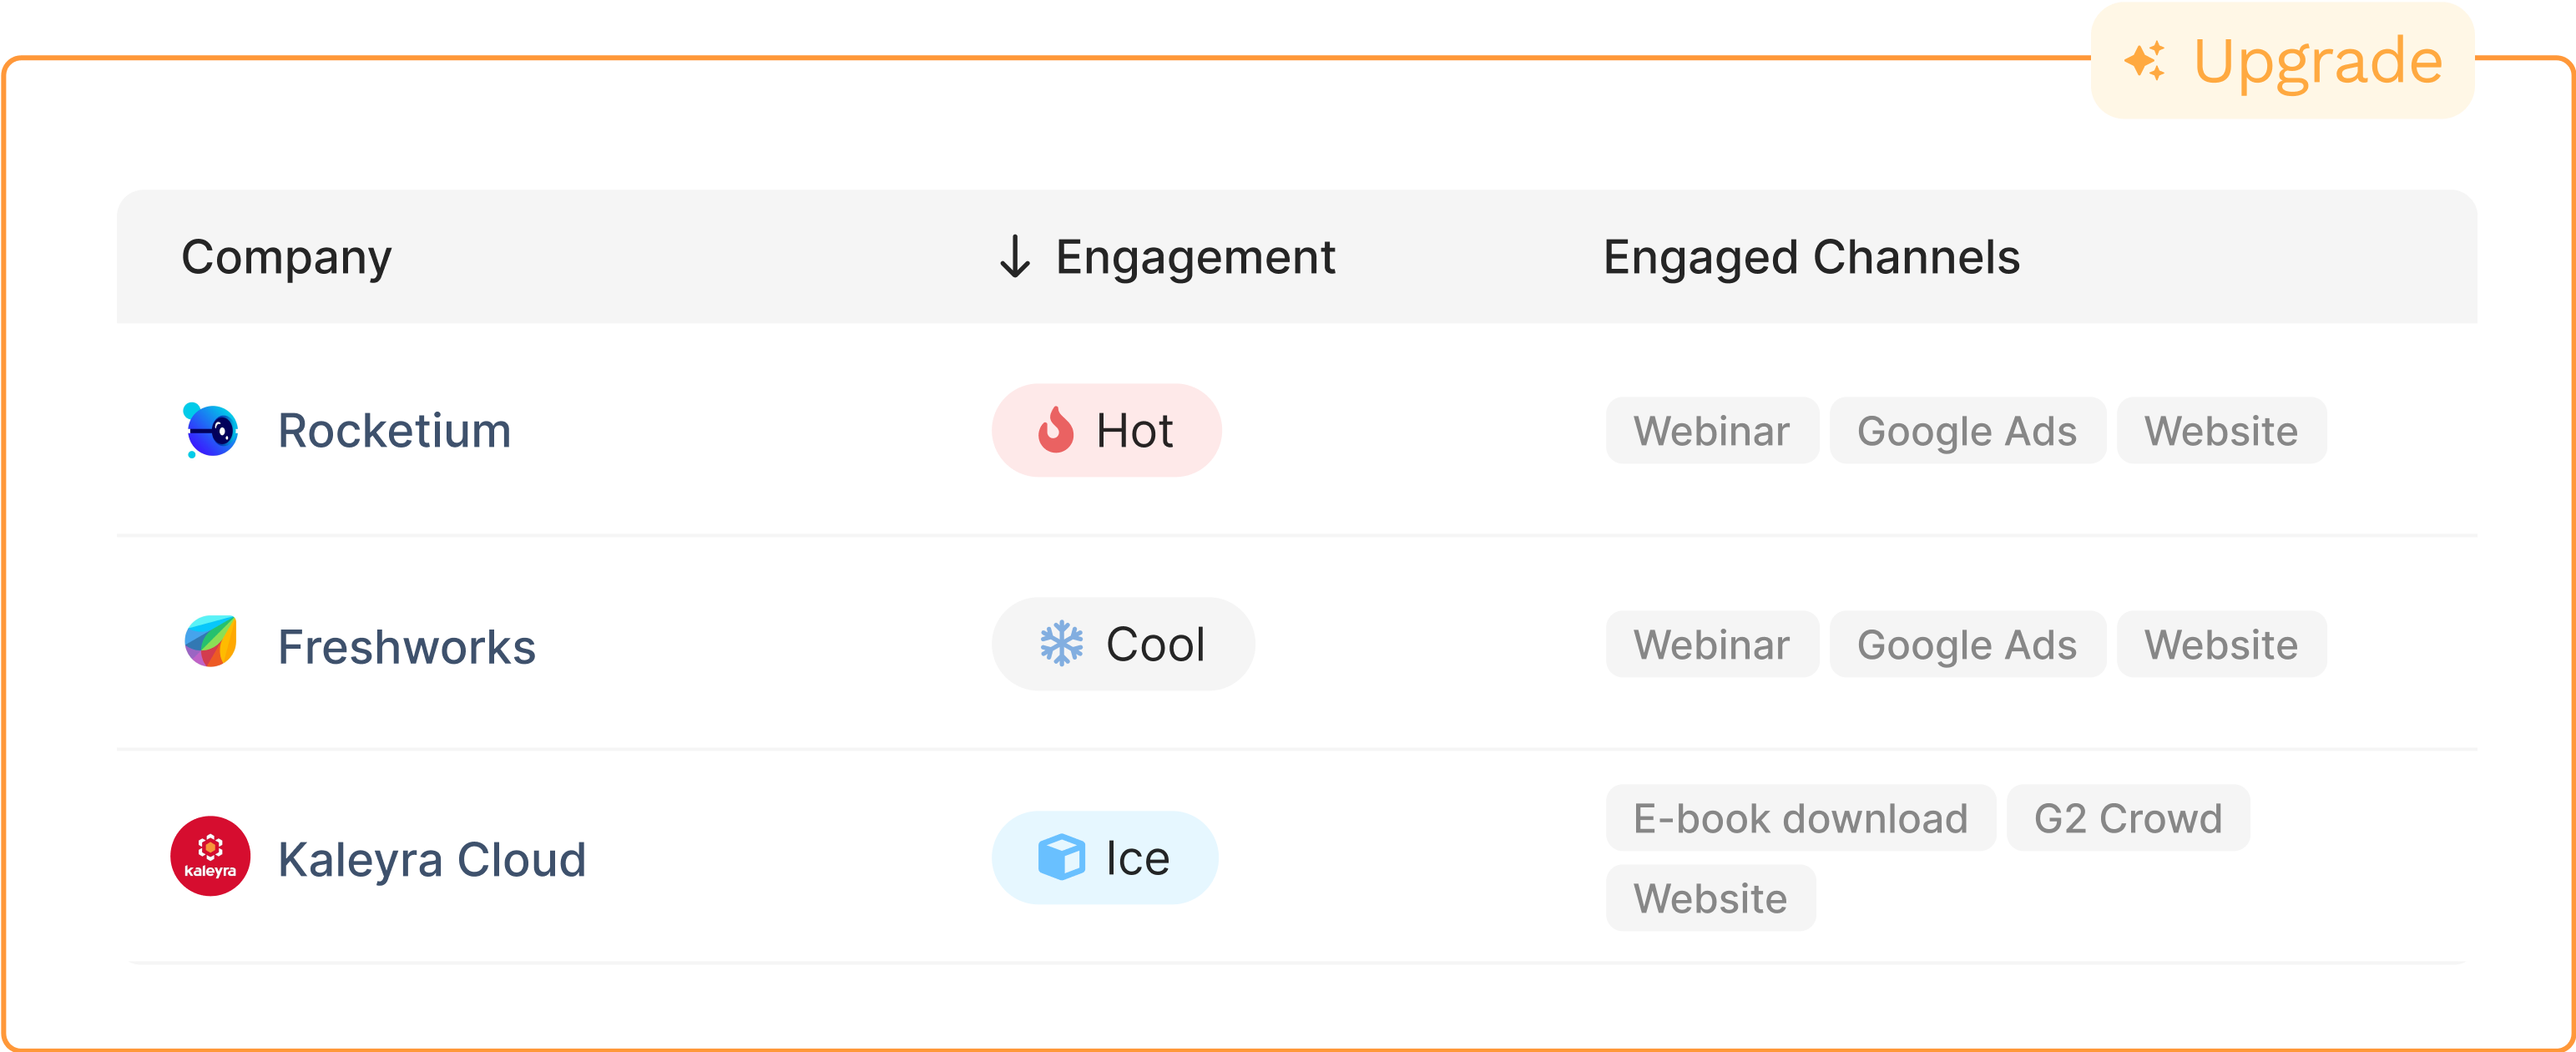 Upgrade
Company Engagement Engaged Channels
Rocketium Hot Webinar Google Ads Website
Freshworks Cool Webinar Google Ads Website
kaleyra Kaleyra Cloud Ice E-book download G2 Crowd
Website